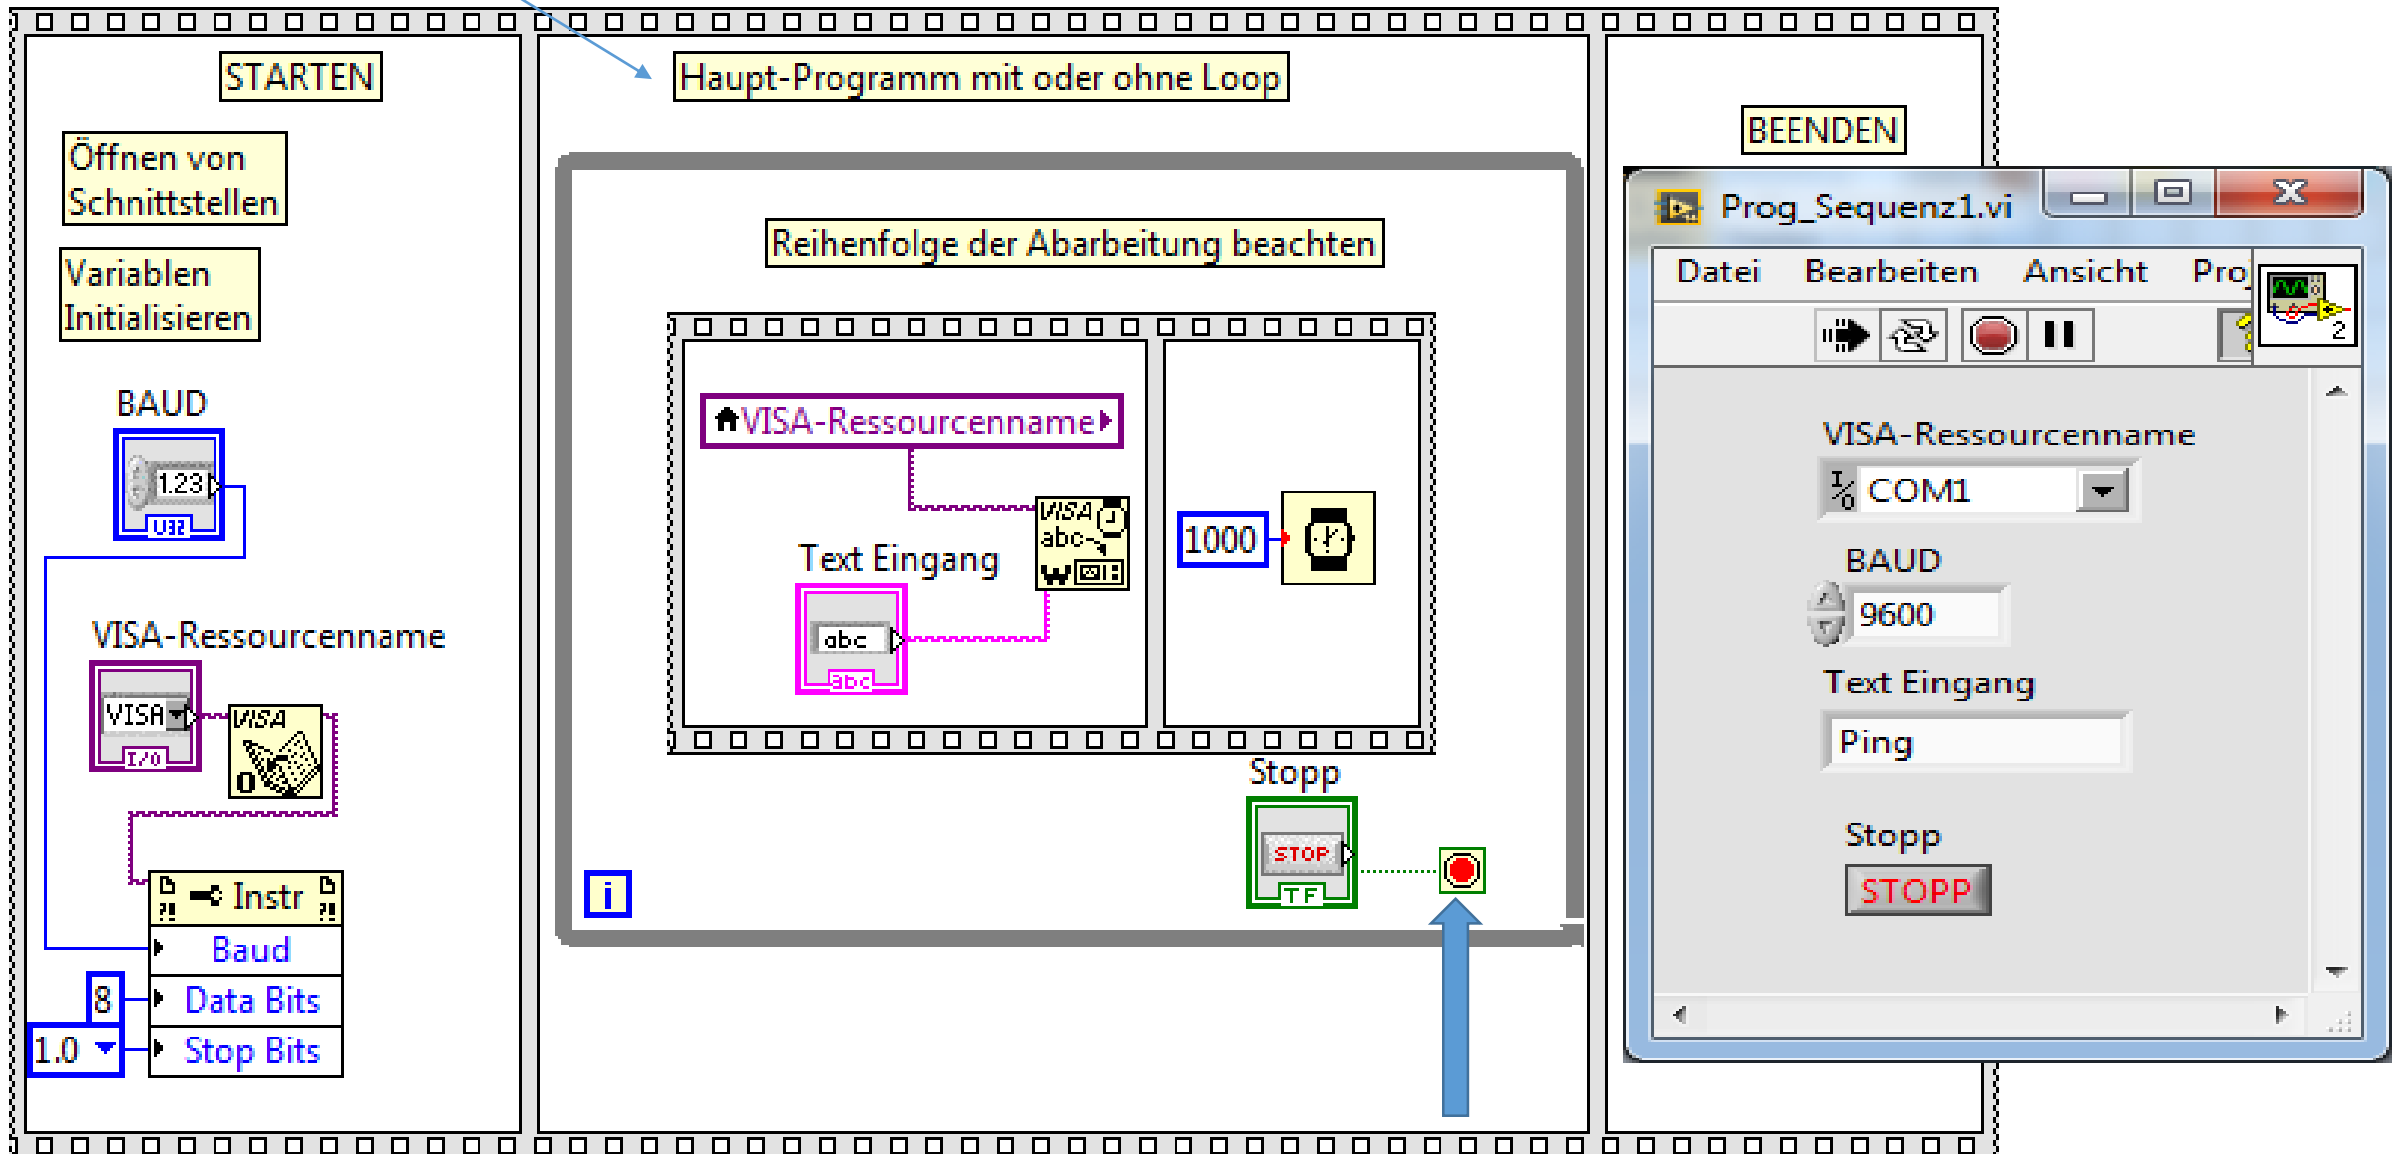 STARTEN
Öffnen von
Schnittstellen
Variablen
Initialisieren
BAUD
1.23
U32
VISA-Ressourcenname
VISA
I/O
VISA
O
Instr
Baud
8
Data Bits
1.0
Stop Bits
Haupt-Programm mit oder ohne Loop
Reihenfolge der Abarbeitung beachten
VISA-Ressourcenname
VISA
abc
W
Text Eingang
abc
abc
1000
Stopp
STOP
TF
i
BEENDEN
Prog_Sequenz1.vi
Datei Bearbeiten Ansicht
2
VISA-Ressourcenname
I/O COM1
BAUD
9600
Text Eingang
Ping
Stopp
STOPP